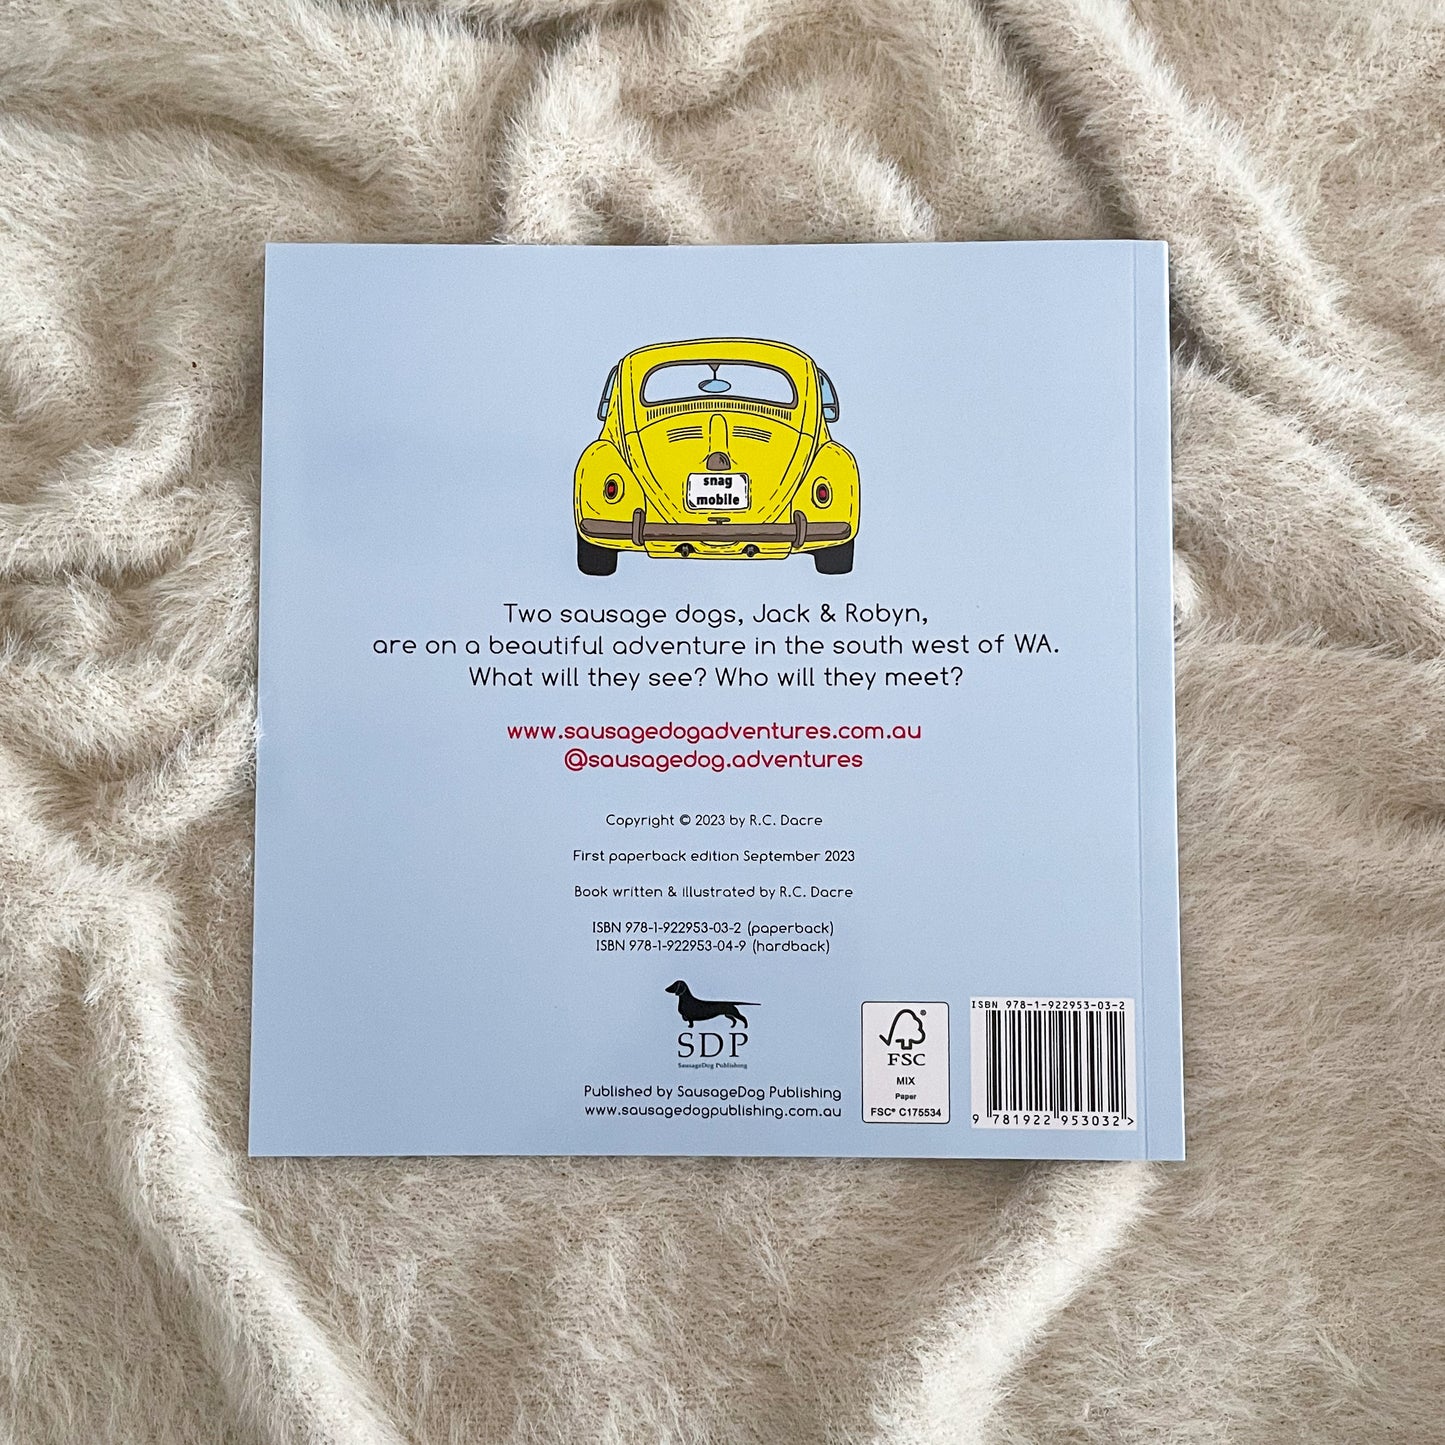 snag
mobile
Two sausage dogs, Jack & Robyn,
are on a beautiful adventure in the south west of WA.
What will they see? Who will they meet?
www.sausagedogadventures.com.au
@sausagedog.adventures
Copyright © 2023 by R.C. Dacre
First paperback edition September 2023
Book written & illustrated by R.C. Dacre
ISBN 978-1-922953-03-2 (paperback)
ISBN 978-1-922953-04-9 (hardback)
SDP
SausageDog Publishing
Published by SausageDog Publishing
www.sausagedogpublishing.com.au
®
FSC
MIX
Paper
FSC® C175534
ISBN 978-1-922953-03-2
9 781922 953032 >